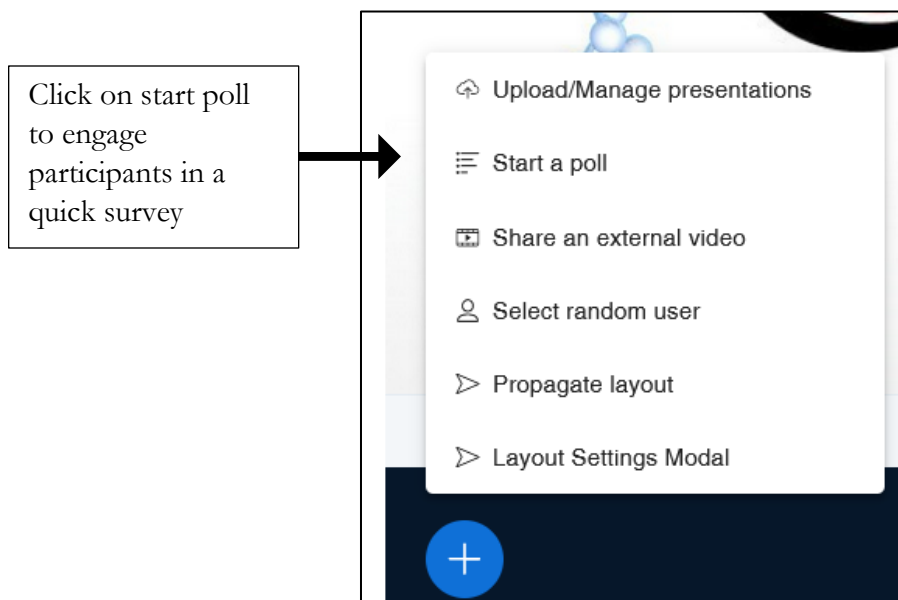 Click on start poll
to engage
participants in a
quick survey
Upload/Manage presentations
Start a poll
Share an external video
Select random user
Propagate layout
Layout Settings Modal